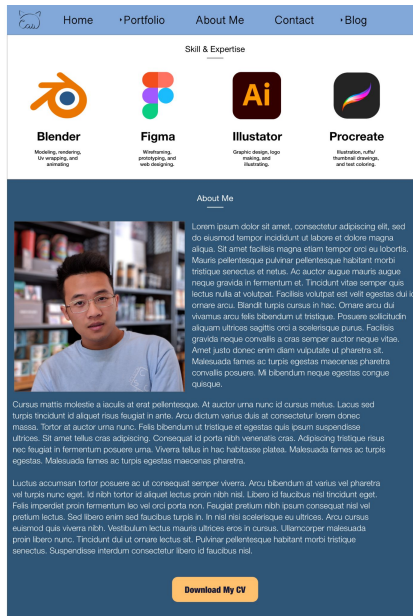 Caw
Home
Portfolio
About Me
Contact
Blog
Skill & Expertise
Ai
Blender
Modeling, rendering,
Uv wrapping, and
animating
Figma
Wireframing,
prototyping, and
web designing.
Illustator
Graphic design, logo
making, and
illustrating.
Procreate
Illustration, ruffs/
thumbnail drawings,
and test coloring.
About Me
Lorem ipsum dolor sit amet, consectetur adipiscing elit, sed
do eiusmod tempor incididunt ut labore et dolore magna
aliqua. Sit amet facilisis magna etiam tempor orci eu lobortis.
Mauris pellentesque pulvinar pellentesque habitant morbi
tristique senectus et netus. Ac auctor augue mauris augue
neque gravida in fermentum et. Tincidunt vitae semper quis
lectus nulla at volutpat. Facilisis volutpat est velit egestas dui id
ornare arcu. Blandit turpis cursus in hac. Ornare arcu dui
vivamus arcu felis bibendum ut tristique. Posuere sollicitudin
aliquam ultrices sagittis orci a scelerisque purus. Facilisis
gravida neque convallis a cras semper auctor neque vitae.
Amet justo donec enim diam vulputate ut pharetra sit.
Malesuada fames ac turpis egestas maecenas pharetra
convallis posuere. Mi bibendum neque egestas congue
quisque.
Cursus mattis molestie a iaculis at erat pellentesque. At auctor urna nunc id cursus metus. Lacus sed
turpis tincidunt id aliquet risus feugiat in ante. Arcu dictum varius duis at consectetur lorem donec
massa. Tortor at auctor urna nunc. Felis bibendum ut tristique et egestas quis ipsum suspendisse
ultrices. Sit amet tellus cras adipiscing. Consequat id porta nibh venenatis cras. Adipiscing tristique risus
nec feugiat in fermentum posuere urna. Viverra tellus in hac habitasse platea. Malesuada fames ac turpis
egestas. Malesuada fames ac turpis egestas maecenas pharetra.
Luctus accumsan tortor posuere ac ut consequat semper viverra. Arcu bibendum at varius vel pharetra
vel turpis nunc eget. Id nibh tortor id aliquet lectus proin nibh nisl. Libero id faucibus nisl tincidunt eget.
Felis imperdiet proin fermentum leo vel orci porta non. Feugiat pretium nibh ipsum consequat nisl vel
pretium lectus. Sed libero enim sed faucibus turpis in. In nisl nisi scelerisque eu ultrices. Arcu cursus
euismod quis viverra nibh. Vestibulum lectus mauris ultrices eros in cursus. Ullamcorper malesuada
proin libero nunc. Tincidunt dui ut ornare lectus sit. Pulvinar pellentesque habitant morbi tristique
senectus. Suspendisse interdum consectetur libero id faucibus nisl.
Download My CV